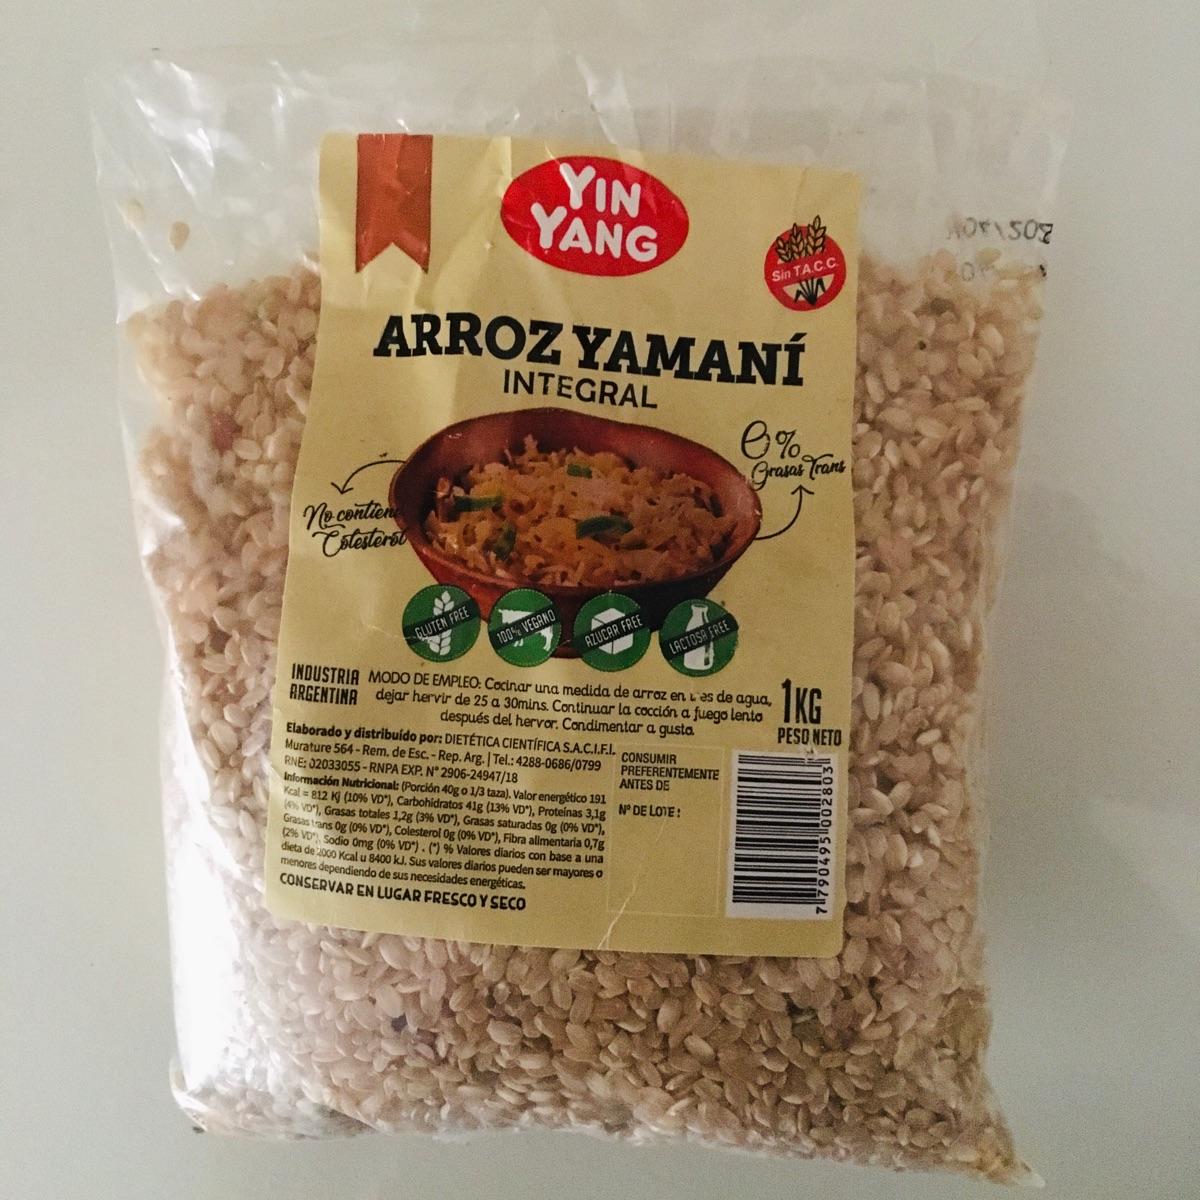 YIN
YANG
Sin T.A.C.C.
ARROZ YAMANÍ
INTEGRAL
0%
Grasas Trans
No contiene
Colesterol
GLUTEN FREE
100% VEGANO
AZUCAR FREE
LACTOSA FREE
INDUSTRIA
ARGENTINA
MODO DE EMPLEO: Cocinar una medida de arroz en tres de agua,
dejar hervir de 25 a 30mins. Continuar la cocción a fuego lento
después del hervor. Condimentar a gusto.
1KG
PESO NETO
Elaborado y distribuído por: DIETÉTICA CIENTÍFICA S.A.C.I.F.I.
Murature 564 - Rem. de Esc. - Rep. Arg. | Tel.: 4288-0686/0799
RNE: 02033055 - RNPA EXP. N° 2906-24947/18
Información Nutricional: (Porción 40g o 1/3 taza). Valor energético 191
Kcal = 812 Kj (10% VD*), Carbohidratos 41g (13% VD*), Proteínas 3,1g
(4% VD*), Grasas totales 1,2g (3% VD*), Grasas saturadas 0g (0% VD*),
Grasas trans 0g (0% VD*), Colesterol 0g (0% VD*), Fibra alimentaria 0,7g
(2% VD*), Sodio 0mg (0% VD*). (*) % Valores diarios con base a una
dieta de 2000 Kcal u 8400 kJ. Sus valores diarios pueden ser mayores o
menores dependiendo de sus necesidades energéticas.
CONSERVAR EN LUGAR FRESCO Y SECO
CONSUMIR
PREFERENTEMENTE
ANTES DE
N° DE LOTE:
7 790495 002803